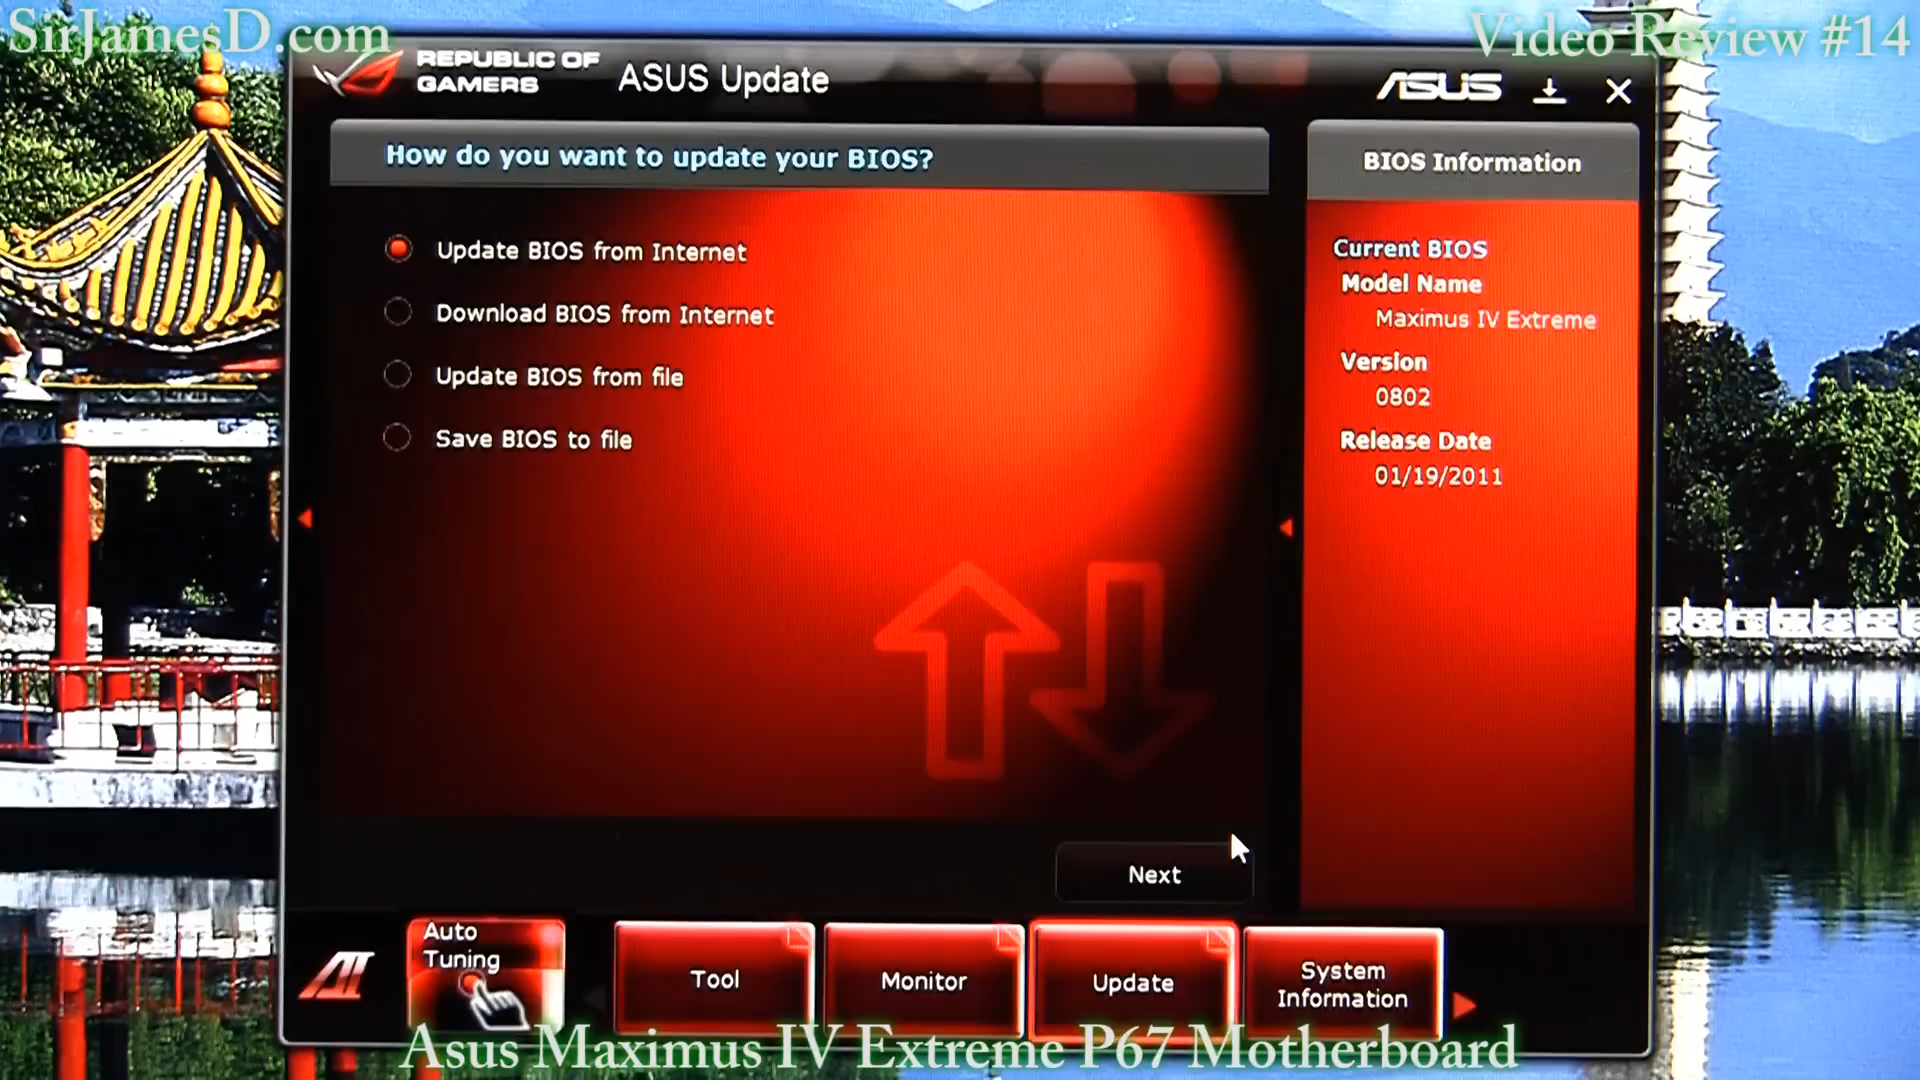 SirJamesD.com
Video Review #14
REPUBLIC OF
GAMERS
ASUS Update
ASUS
How do you want to update your BIOS?
Update BIOS from Internet
Download BIOS from Internet
Update BIOS from file
Save BIOS to file
BIOS Information
Current BIOS
Model Name
Maximus IV Extreme
Version
0802
Release Date
01/19/2011
Next
AI
Auto
Tuning
Tool
Monitor
Update
System
Information
Asus Maximus IV Extreme P67 Motherboard